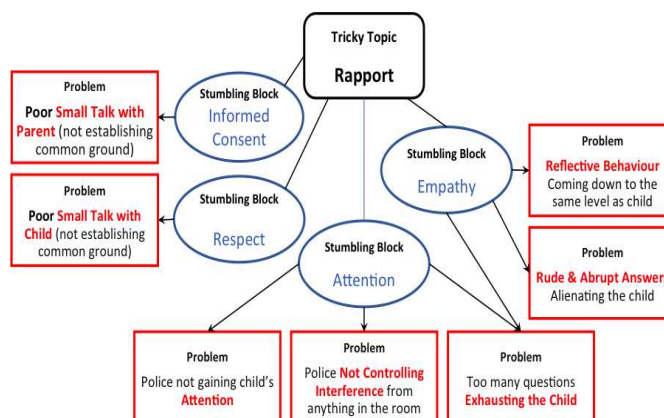 Tricky Topic
Rapport
Stumbling Block
Informed
Consent
Problem
Poor Small Talk with
Parent (not establishing
common ground)
Stumbling Block
Empathy
Problem
Reflective Behaviour
Coming down to the
same level as child
Problem
Poor Small Talk with
Child (not establishing
common ground)
Stumbling Block
Respect
Stumbling Block
Attention
Problem
Rude & Abrupt Answer
Alienating the child
Problem
Police not gaining child's
Attention
Problem
Police Not Controlling
Interference from
anything in the room
Problem
Too many questions
Exhausting the Child